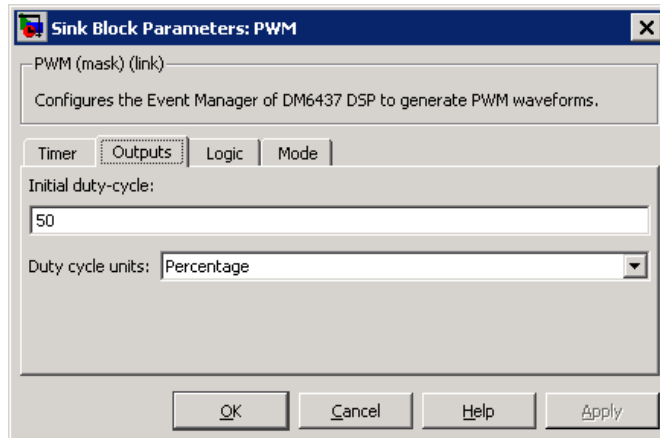 Sink Block Parameters: PWM
PWM (mask) (link)
Configures the Event Manager of DM6437 DSP to generate PWM waveforms.
Timer Outputs Logic Mode
Initial duty-cycle:
50
Duty cycle units: Percentage
OK Cancel Help Apply